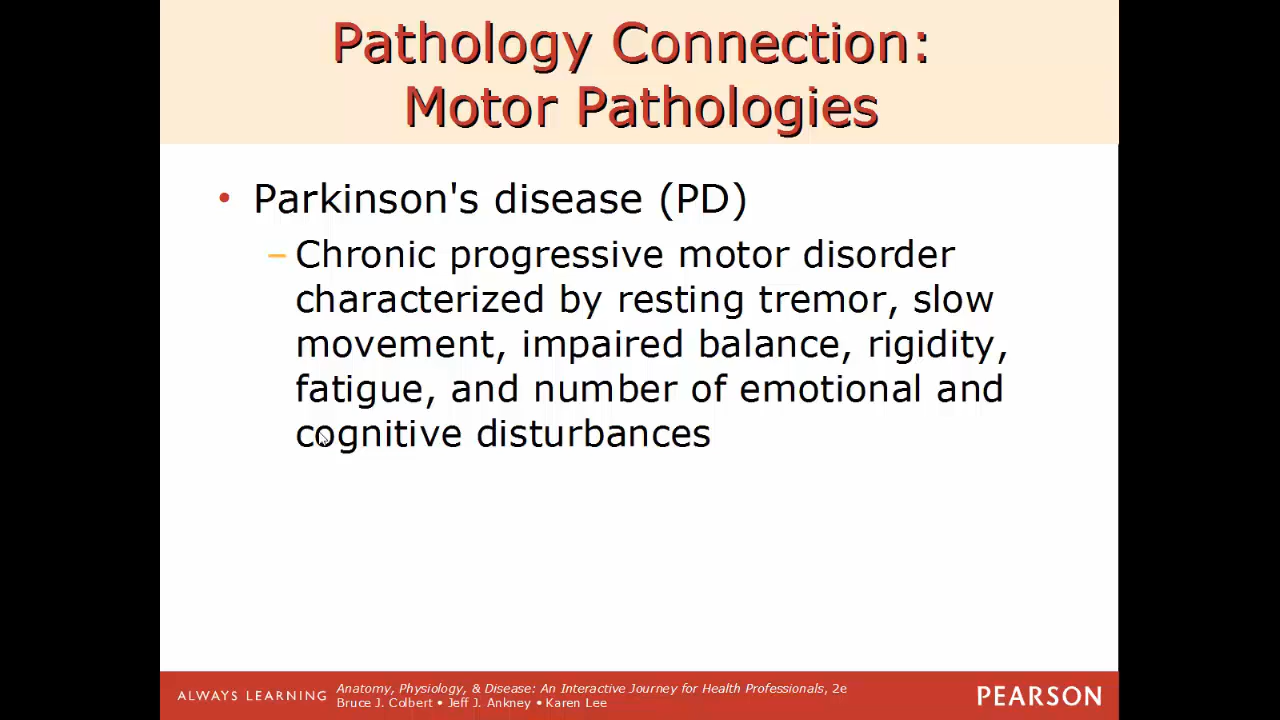 Pathology Connection:
Motor Pathologies
• Parkinson's disease (PD)
– Chronic progressive motor disorder
characterized by resting tremor, slow
movement, impaired balance, rigidity,
fatigue, and number of emotional and
cognitive disturbances
ALWAYS LEARNING
Anatomy, Physiology, & Disease: An Interactive Journey for Health Professionals, 2e
Bruce J. Colbert • Jeff J. Ankney • Karen Lee
PEARSON